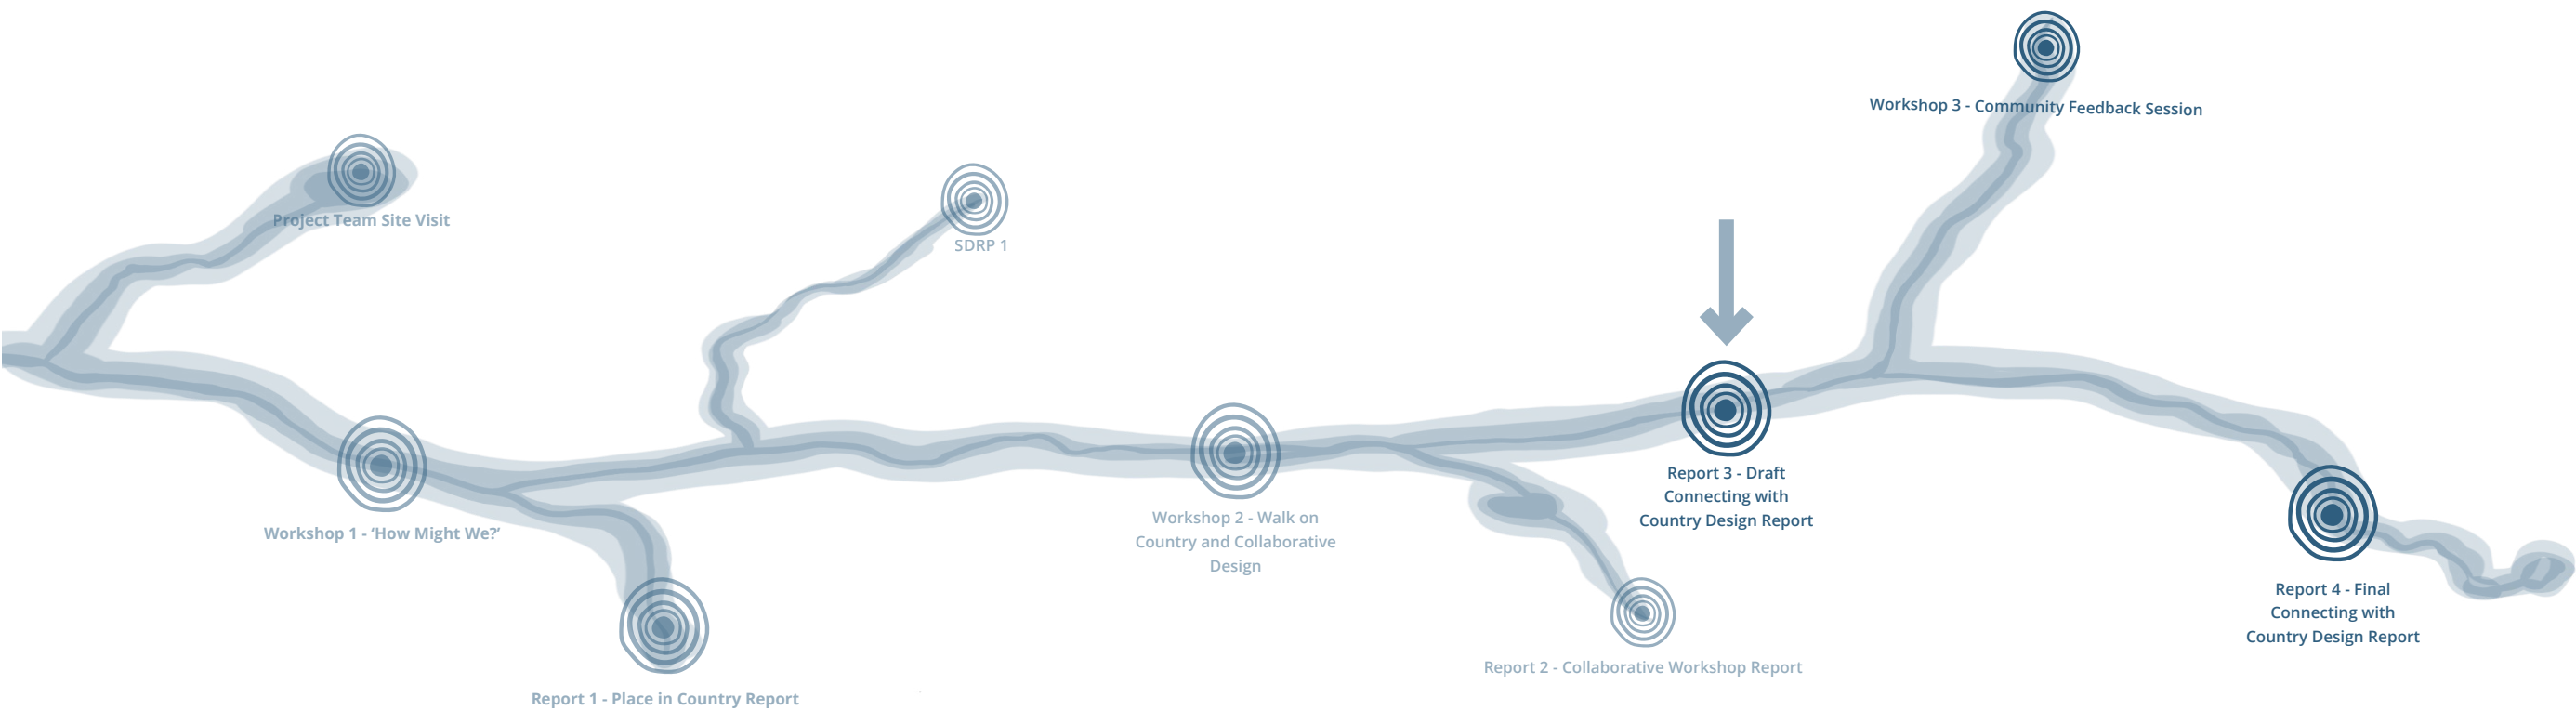 Workshop 3 - Community Feedback Session
Project Team Site Visit
SDRP 1
Report 3 - Draft
Connecting with
Country Design Report
Workshop 1 - ‘How Might We?’
Workshop 2 - Walk on
Country and Collaborative
Design
Report 4 - Final
Connecting with
Country Design Report
Report 2 - Collaborative Workshop Report
Report 1 - Place in Country Report